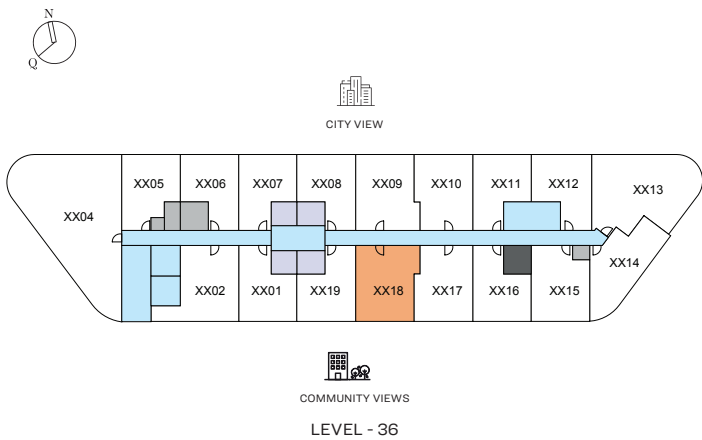 N
Q
CITY VIEW
XX05 XX06 XX07 XX08 XX09 XX10 XX11 XX12 XX13
XX04
XX14
XX02 XX01 XX19 XX18 XX17 XX16 XX15
COMMUNITY VIEWS
LEVEL - 36